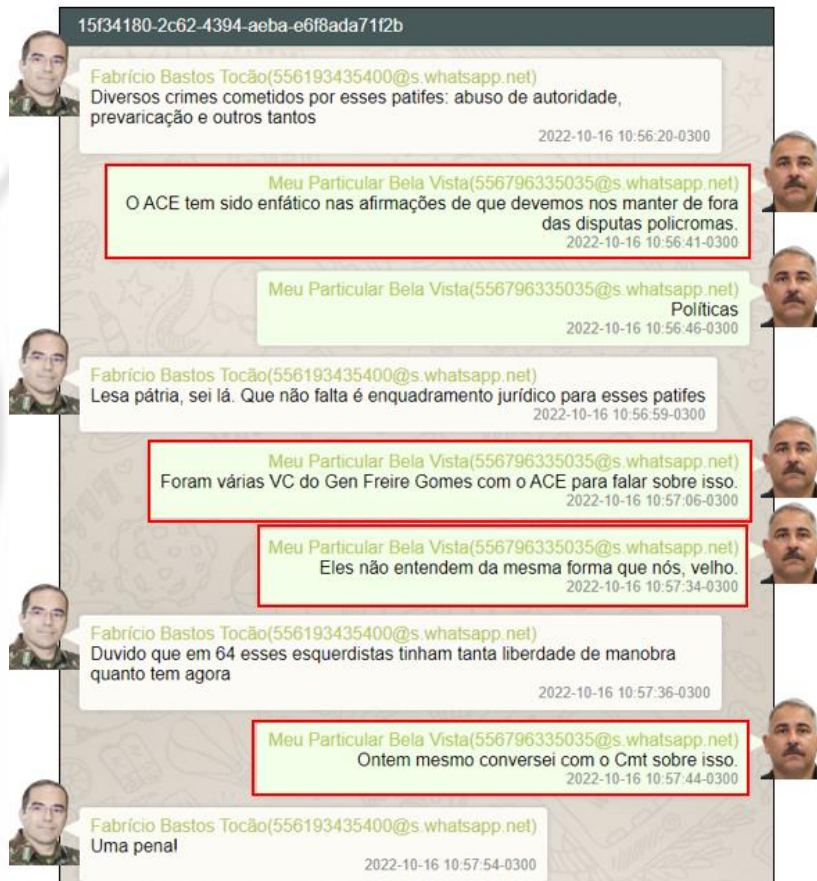 15f34180-2c62-4394-aeba-e6f8ada71f2b
Fabrício Bastos Tocão(556193435400@s.whatsapp.net)
Diversos crimes cometidos por esses patifes: abuso de autoridade,
prevaricação e outros tantos
2022-10-16 10:56:20-0300
Meu Particular Bela Vista(556796335035@s.whatsapp.net)
O ACE tem sido enfático nas afirmações de que devemos nos manter de fora
das disputas policromas.
2022-10-16 10:56:41-0300
Meu Particular Bela Vista(556796335035@s.whatsapp.net)
Políticas
2022-10-16 10:56:46-0300
Fabrício Bastos Tocão(556193435400@s.whatsapp.net)
Lesa pátria, sei lá. Que não falta é enquadramento jurídico para esses patifes
2022-10-16 10:56:59-0300
Meu Particular Bela Vista(556796335035@s.whatsapp.net)
Foram várias VC do Gen Freire Gomes com o ACE para falar sobre isso.
2022-10-16 10:57:06-0300
Meu Particular Bela Vista(556796335035@s.whatsapp.net)
Eles não entendem da mesma forma que nós, velho.
2022-10-16 10:57:34-0300
Fabrício Bastos Tocão(556193435400@s.whatsapp.net)
Duvido que em 64 esses esquerdistas tinham tanta liberdade de manobra
quanto tem agora
2022-10-16 10:57:36-0300
Meu Particular Bela Vista(556796335035@s.whatsapp.net)
Ontem mesmo conversei com o Cmt sobre isso.
2022-10-16 10:57:44-0300
Fabrício Bastos Tocão(556193435400@s.whatsapp.net)
Uma pena!
2022-10-16 10:57:54-0300